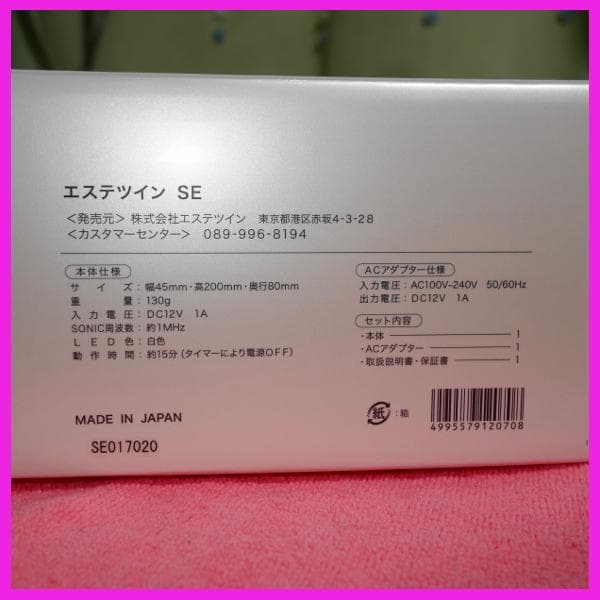 エステツイン SE
＜発売元＞ 株式会社エステツイン 東京都港区赤坂4-3-28
＜カスタマーセンター＞ 089-996-8194
本体仕様
サイズ：幅45mm・高200mm・奥行80mm
重量：130g
入力電圧：DC12V 1A
SONIC周波数：約1MHz
LED色：白色
動作時間：約15分（タイマーにより電源OFF）
ACアダプター仕様
入力電圧：AC100V~240V 50/60Hz
出力電圧：DC12V 1A
セット内容
・本体 1
・ACアダプター 1
・取扱説明書・保証書 1
紙 ：箱
4995579120708
MADE IN JAPAN
SE017020